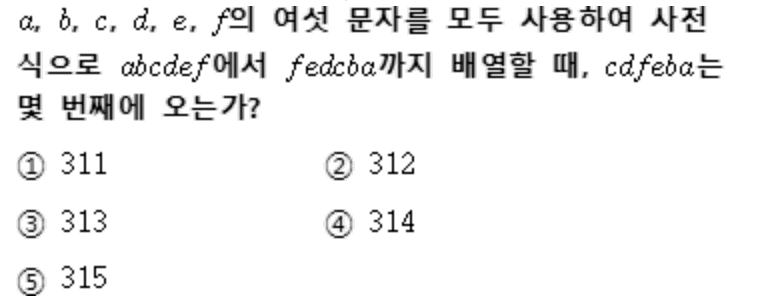 a, b, c, d, e, f의 여섯 문자를 모두 사용하여 사전
식으로 abcdef에서 fedcba까지 배열할 때, cdfeba는
몇 번째에 오는가?
① 311 ② 312
③ 313 ④ 314
⑤ 315